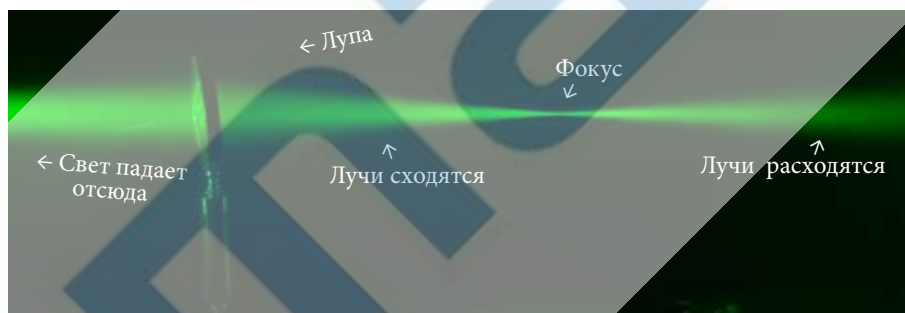 ← Лупа
Фокус
↙
← Свет падает
отсюда
↖
Лучи сходятся
↗
Лучи расходятся